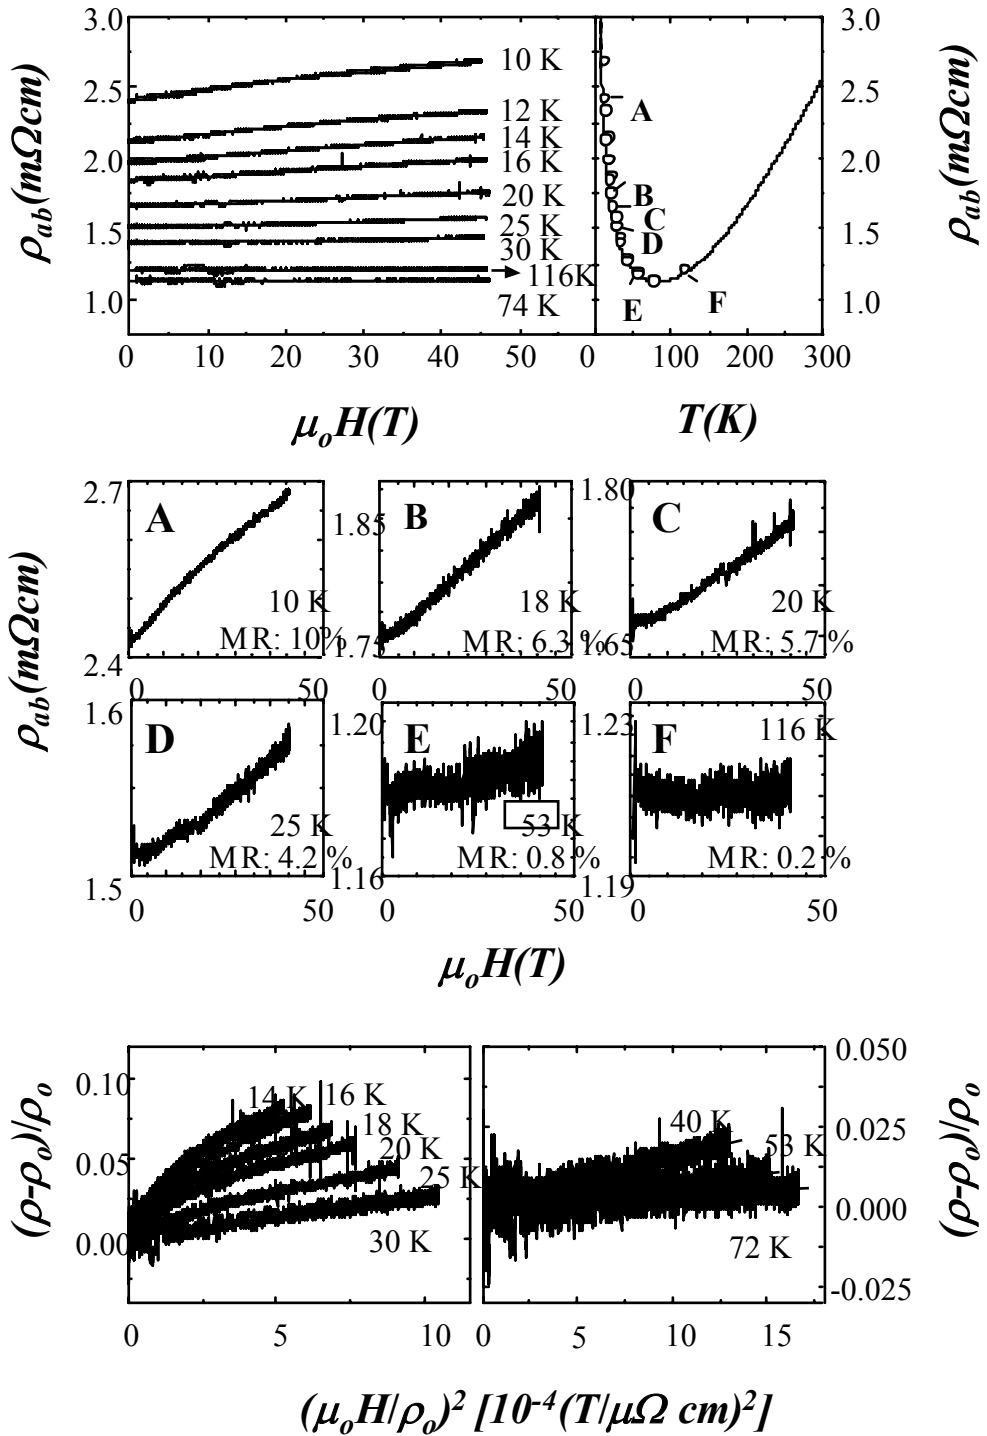 3.0 3.0
10 K
2.5 A 2.5
12 K
14 K
2.0 16 K 2.0
20 K B
1.5 25 K C 1.5
30 K D
116K
1.0 74 K E F 1.0
ρab(mΩcm) ρab(mΩcm)
0 10 20 30 40 50 0 100 200 300
μoH(T) T(K)
2.7 A 1.85 B 1.80 C
10 K 18 K 20 K
MR: 10% 1.75 MR: 6.3 % 1.65 MR: 5.7 %
2.4
0 50 0 50 0 50
ρab(mΩcm)
1.6 D 1.20 E 1.23 F 116 K
25 K 53 K
MR: 4.2 % MR: 0.8 % MR: 0.2 %
1.5 1.16 1.19
0 50 0 50 0 50
μoH(T)
0.050
0.10 14 K 16 K
18 K 40 K 0.025
20 K 53 K
0.05 25 K
0.00 30 K 72 K 0.000
-0.025
(ρ-ρo)/ρo (ρ-ρo)/ρo
0 5 10 0 5 10 15
(μoH/ρo)² [10⁻⁴(T/μΩ cm)²]